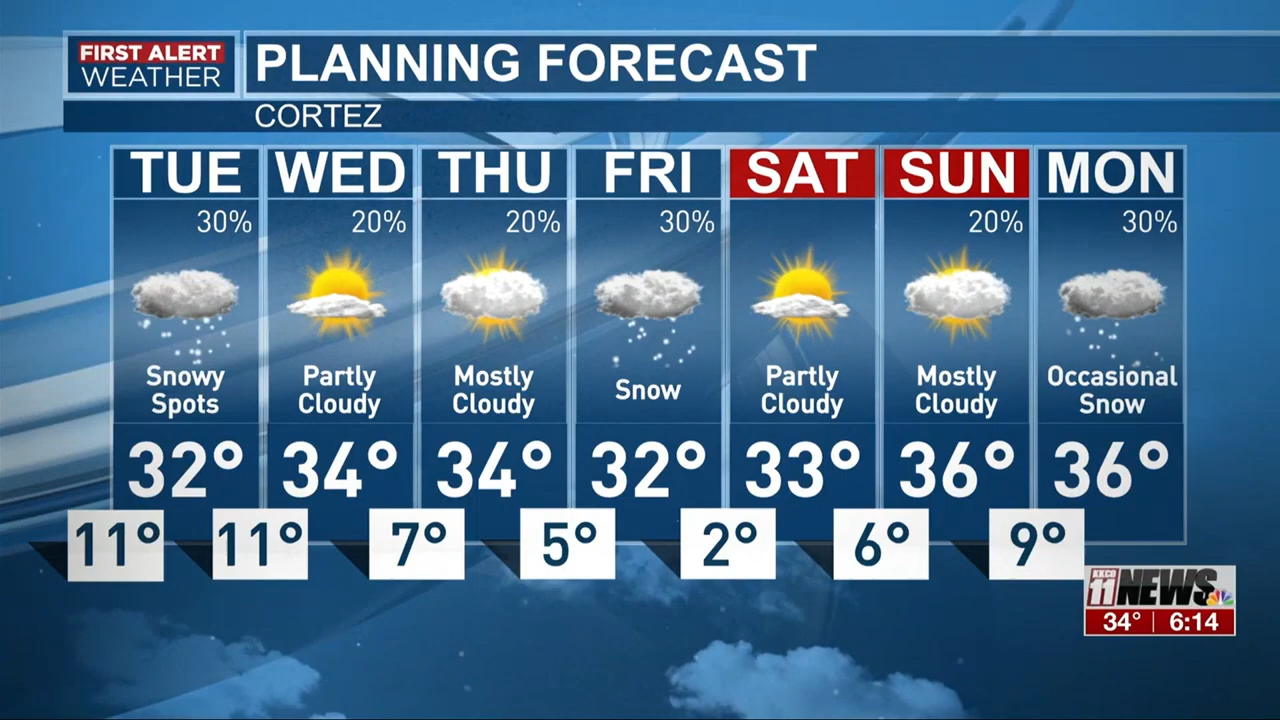 FIRST ALERT
WEATHER
PLANNING FORECAST
CORTEZ
TUE WED THU FRI SAT SUN MON
30% 20% 20% 30% 20% 30%
Snowy Spots
Partly Cloudy
Mostly Cloudy
Snow
Partly Cloudy
Mostly Cloudy
Occasional Snow
32° 34° 34° 32° 33° 36° 36°
11° 11° 7° 5° 2° 6° 9°
KKCO 11 NEWS
34° | 6:14